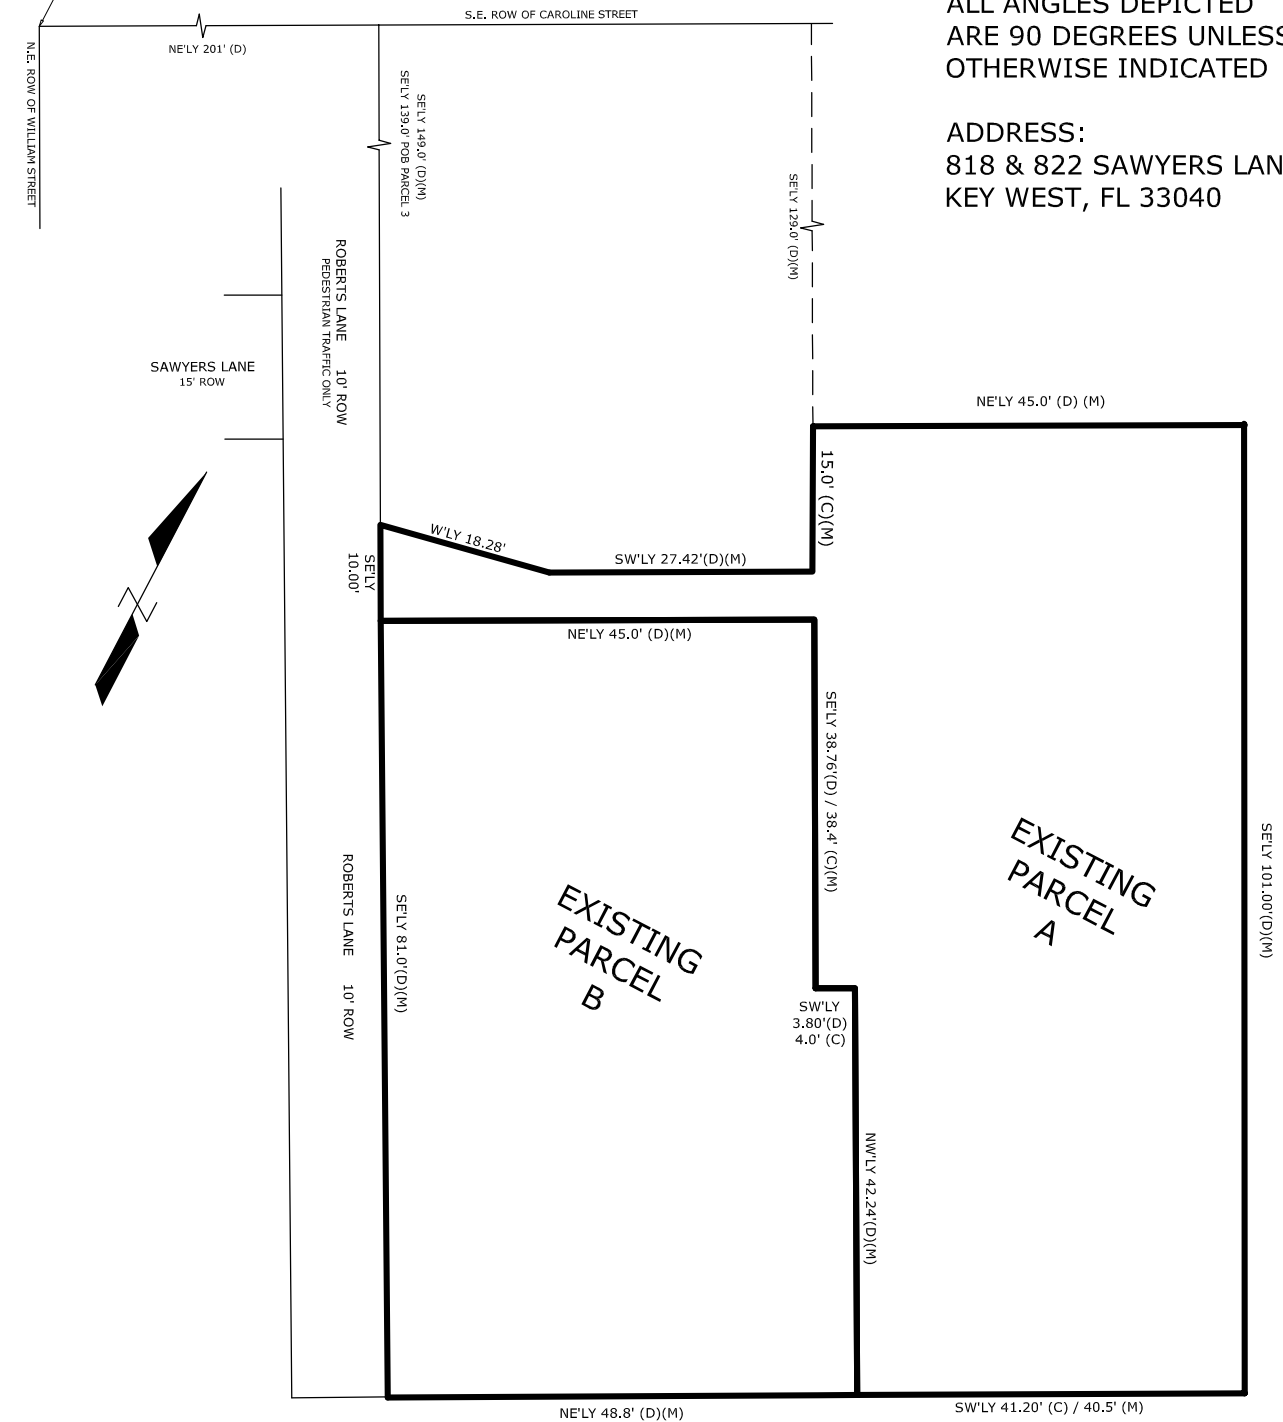 S.E. ROW OF CAROLINE STREET
ALL ANGLES DEPICTED
ARE 90 DEGREES UNLESS
OTHERWISE INDICATED
ADDRESS:
818 & 822 SAWYERS LAN
KEY WEST, FL 33040
NE'LY 201' (D)
N.E. ROW OF WILLIAM STREET
SE'LY 149.0' (D)(M)
SE'LY 139.0' POB PARCEL 3
SE'LY 129.0' (D)(M)
ROBERTS LANE 10' ROW
PEDESTRIAN TRAFFIC ONLY
SAWYERS LANE
15' ROW
NE'LY 45.0' (D) (M)
15.0' (C)(M)
W'LY 18.28'
SW'LY 27.42'(D)(M)
SE'LY
10.00'
NE'LY 45.0' (D)(M)
SE'LY 38.76'(D) / 38.4' (C)(M)
EXISTING
PARCEL
A
SE'LY 101.00'(D)(M)
ROBERTS LANE 10' ROW
SE'LY 81.0'(D)(M)
EXISTING
PARCEL
B
SW'LY
3.80'(D)
4.0' (C)
NW'LY 42.24'(D)(M)
NE'LY 48.8' (D)(M)
SW'LY 41.20' (C) / 40.5' (M)